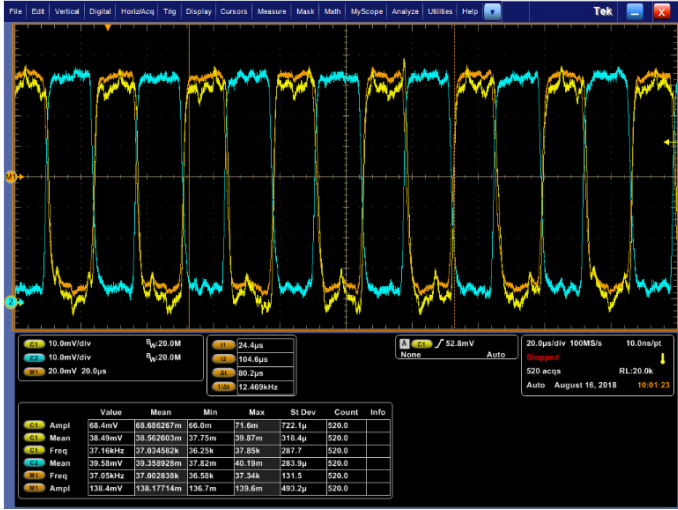 File Edit Vertical Digital Horiz/Acq Trig Display Cursors Measure Mask Math MyScope Analyze Utilities Help Tek X
M1
2
C1 10.0mV/div BW:20.0M
C2 10.0mV/div BW:20.0M
M1 20.0mV 20.0µs
t1 24.4µs
t2 104.6µs
Δt 80.2µs
1/Δt 12.469kHz
A C1 52.8mV
None Auto
20.0µs/div 100MS/s 10.0ns/pt
Stopped
520 acqs RL:20.0k
Auto August 16, 2018 10:01:23
Value Mean Min Max St Dev Count Info
C1 Ampl 68.4mV 68.686267m 66.0m 71.6m 722.1µ 520.0
C1 Mean 38.49mV 38.562603m 37.75m 39.87m 318.4µ 520.0
C1 Freq 37.16kHz 37.034582k 36.25k 37.85k 287.7 520.0
C2 Mean 39.58mV 39.358928m 37.82m 40.19m 283.9µ 520.0
M1 Freq 37.05kHz 37.002838k 36.58k 37.34k 131.5 520.0
M1 Ampl 138.4mV 138.17714m 136.7m 139.6m 493.2µ 520.0